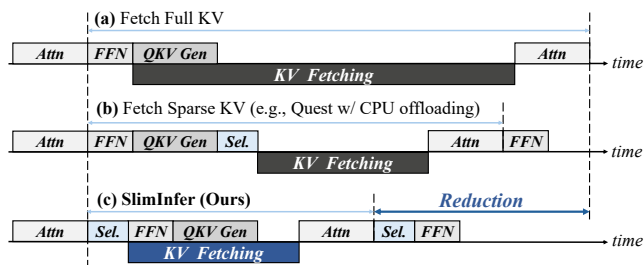 (a) Fetch Full KV
Attn FFN QKV Gen Attn
KV Fetching
time
(b) Fetch Sparse KV (e.g., Quest w/ CPU offloading)
Attn FFN QKV Gen Sel. Attn FFN
KV Fetching
time
(c) SlimInfer (Ours)
Reduction
Attn Sel. FFN QKV Gen Attn Sel. FFN
KV Fetching
time